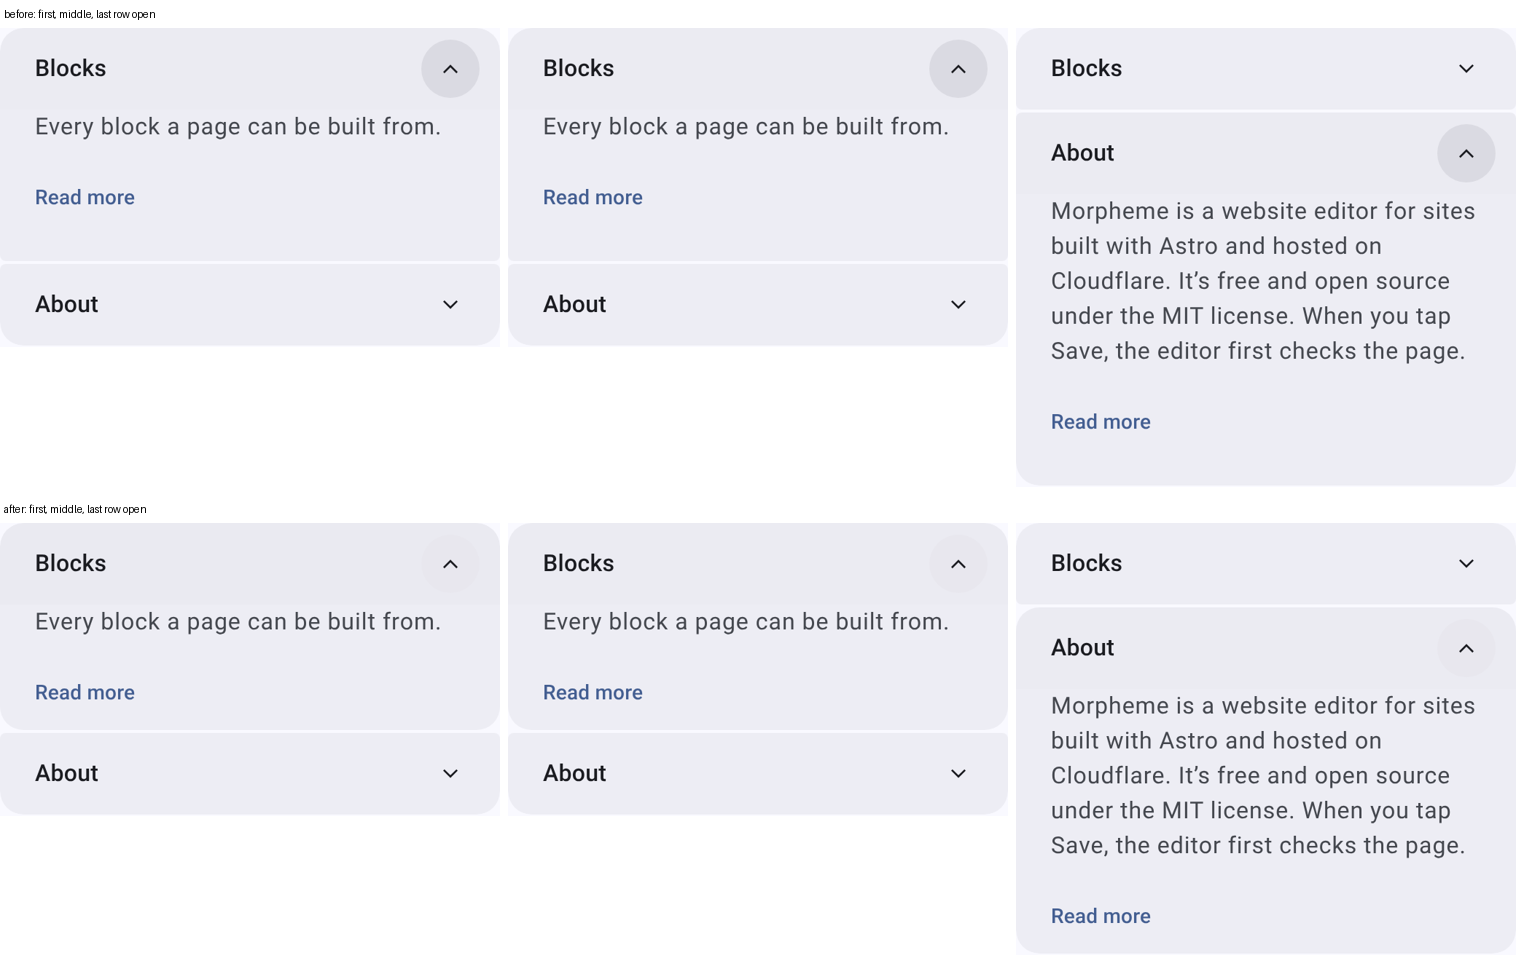 before: first, middle, last row open
Blocks
Every block a page can be built from.
Read more
About
Blocks
Every block a page can be built from.
Read more
About
Blocks
About
Morpheme is a website editor for sites
built with Astro and hosted on
Cloudflare. It’s free and open source
under the MIT license. When you tap
Save, the editor first checks the page.
Read more
after: first, middle, last row open
Blocks
Every block a page can be built from.
Read more
About
Blocks
Every block a page can be built from.
Read more
About
Blocks
About
Morpheme is a website editor for sites
built with Astro and hosted on
Cloudflare. It’s free and open source
under the MIT license. When you tap
Save, the editor first checks the page.
Read more